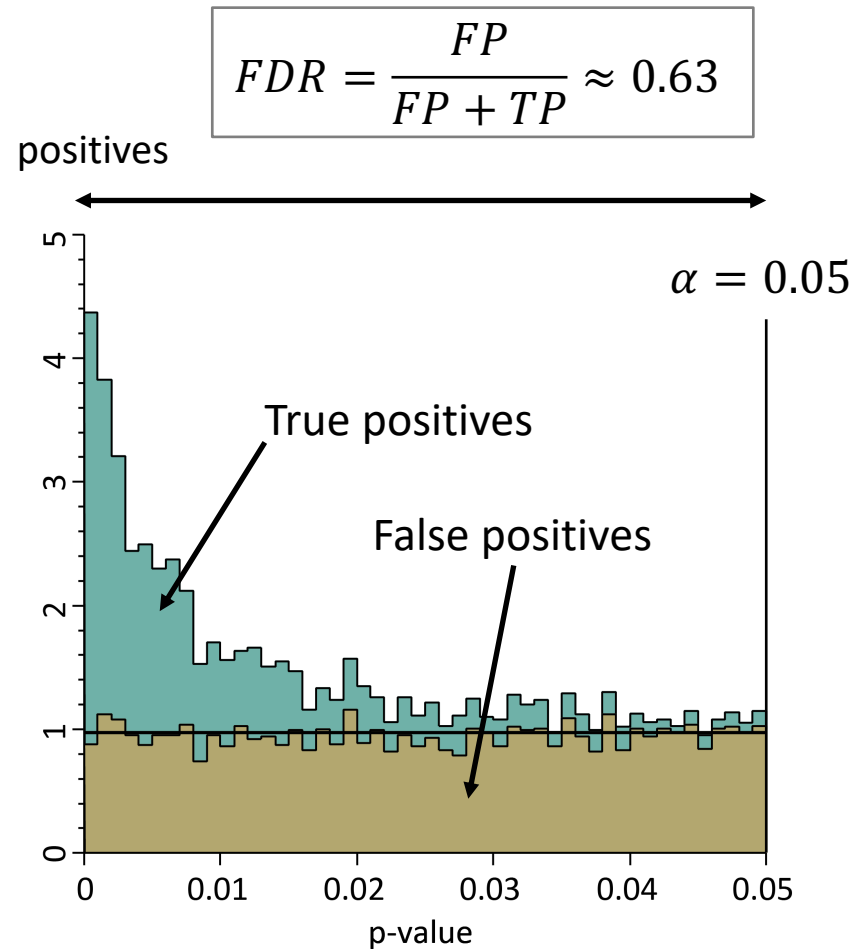 FDR = FP / (FP + TP) ≈ 0.63
positives
α = 0.05
True positives
False positives
5
4
3
2
1
0
0 0.01 0.02 0.03 0.04 0.05
p-value